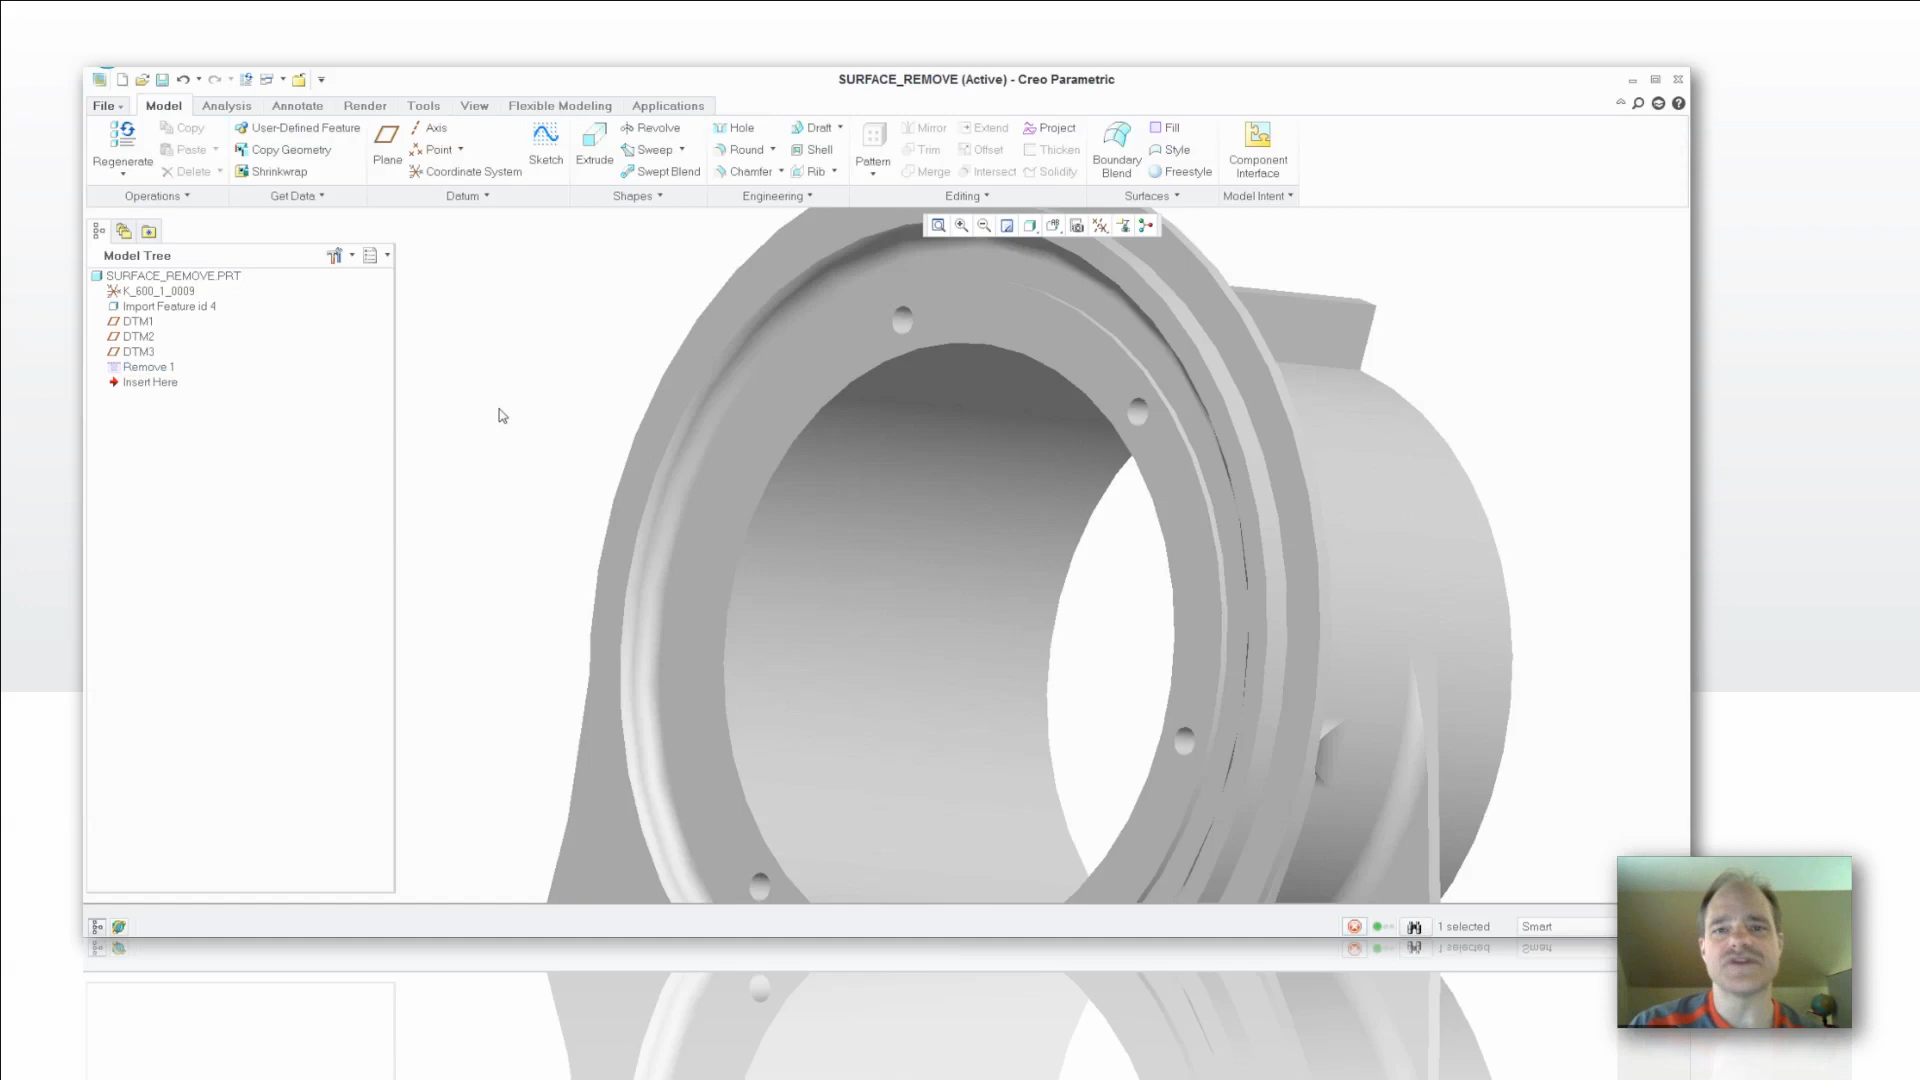 SURFACE_REMOVE (Active) - Creo Parametric
File Model Analysis Annotate Render Tools View Flexible Modeling Applications
Regenerate
Copy
Paste
Delete
User-Defined Feature
Copy Geometry
Shrinkwrap
Plane
Axis
Point
Coordinate System
Sketch
Extrude
Revolve
Sweep
Swept Blend
Hole
Round
Chamfer
Draft
Shell
Rib
Pattern
Mirror
Trim
Merge
Extend
Offset
Intersect
Project
Thicken
Solidify
Boundary
Blend
Fill
Style
Freestyle
Component
Interface
Operations Get Data Datum Shapes Engineering Editing Surfaces Model Intent
Model Tree
SURFACE_REMOVE.PRT
K_600_1_0009
Import Feature id 4
DTM1
DTM2
DTM3
Remove 1
Insert Here
1 selected Smart